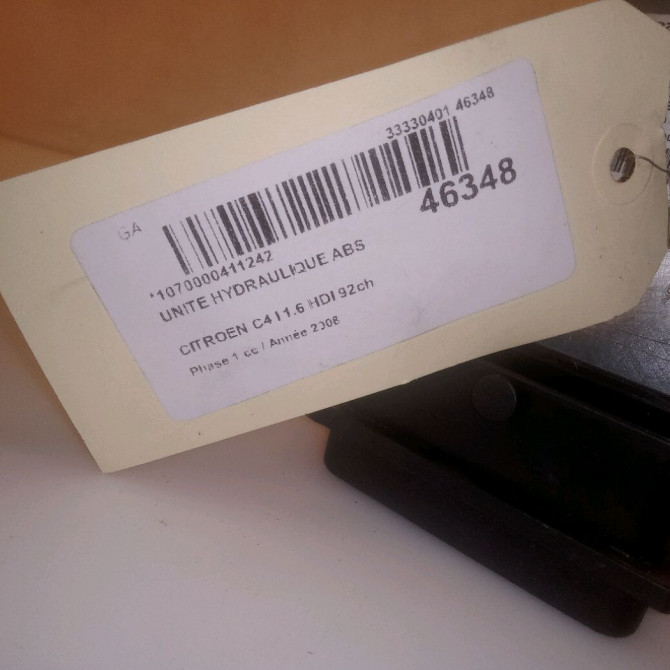 33330401 46348
GA
46348
*1070000411242
UNITE HYDRAULIQUE ABS
CITROEN C4 I 1.6 HDI 92ch
Phase 1 cc / Année 2008